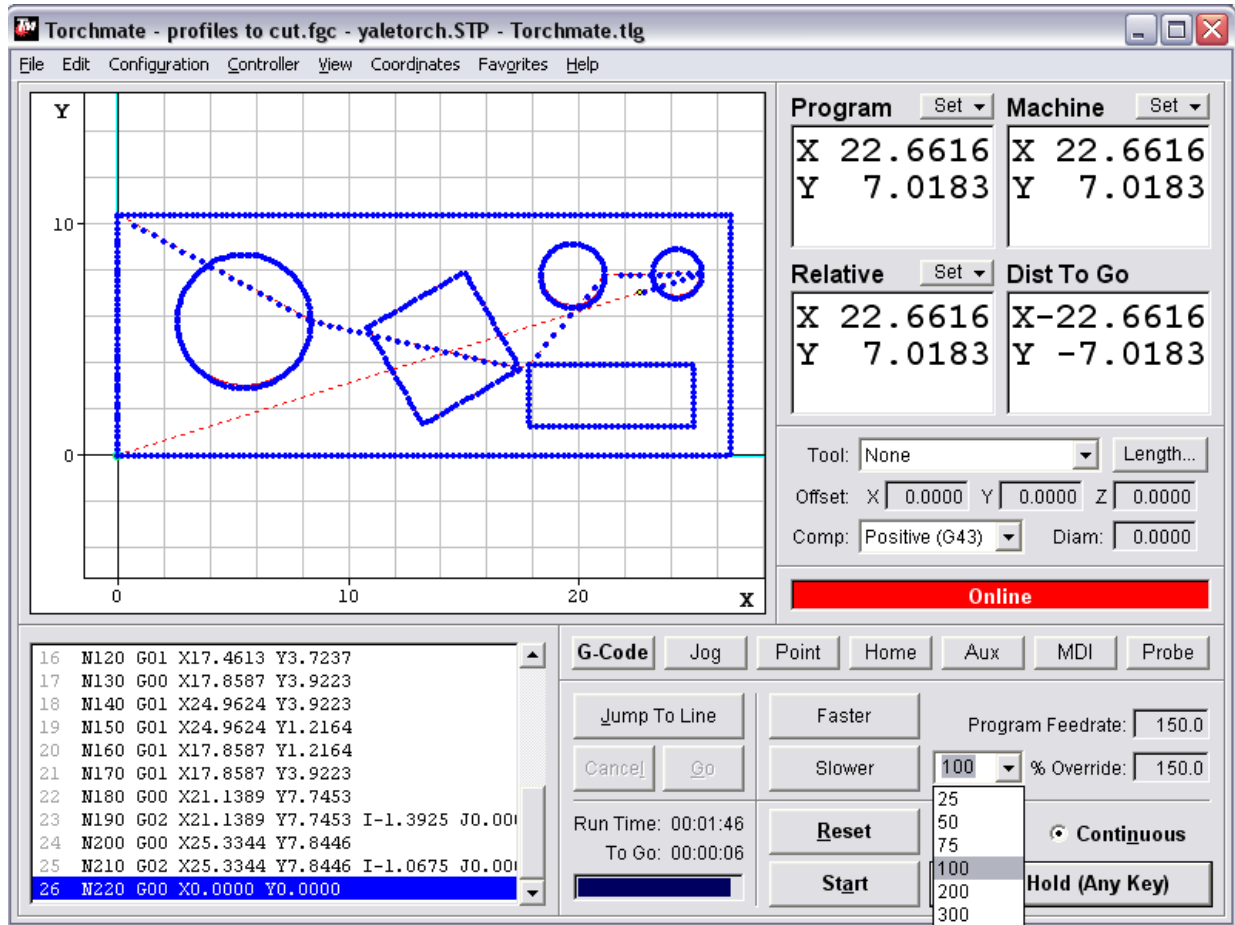 Torchmate - profiles to cut.fgc - yaletorch.STP - Torchmate.tlg
File Edit Configuration Controller View Coordinates Favorites Help
Y
10
0
0 10 20 X
Program Set Machine Set
X 22.6616 X 22.6616
Y 7.0183 Y 7.0183
Relative Set Dist To Go
X 22.6616 X-22.6616
Y 7.0183 Y -7.0183
Tool: None Length...
Offset: X 0.0000 Y 0.0000 Z 0.0000
Comp: Positive (G43) Diam: 0.0000
Online
16 N120 G01 X17.4613 Y3.7237
17 N130 G00 X17.8587 Y3.9223
18 N140 G01 X24.9624 Y3.9223
19 N150 G01 X24.9624 Y1.2164
20 N160 G01 X17.8587 Y1.2164
21 N170 G01 X17.8587 Y3.9223
22 N180 G00 X21.1389 Y7.7453
23 N190 G02 X21.1389 Y7.7453 I-1.3925 J0.00
24 N200 G00 X25.3344 Y7.8446
25 N210 G02 X25.3344 Y7.8446 I-1.0675 J0.00
26 N220 G00 X0.0000 Y0.0000
G-Code Jog Point Home Aux MDI Probe
Jump To Line Faster Program Feedrate: 150.0
Cancel Go Slower 100 % Override: 150.0
25
50
75
100
200
300
Run Time: 00:01:46 Reset Continuous
To Go: 00:00:06
Start Hold (Any Key)